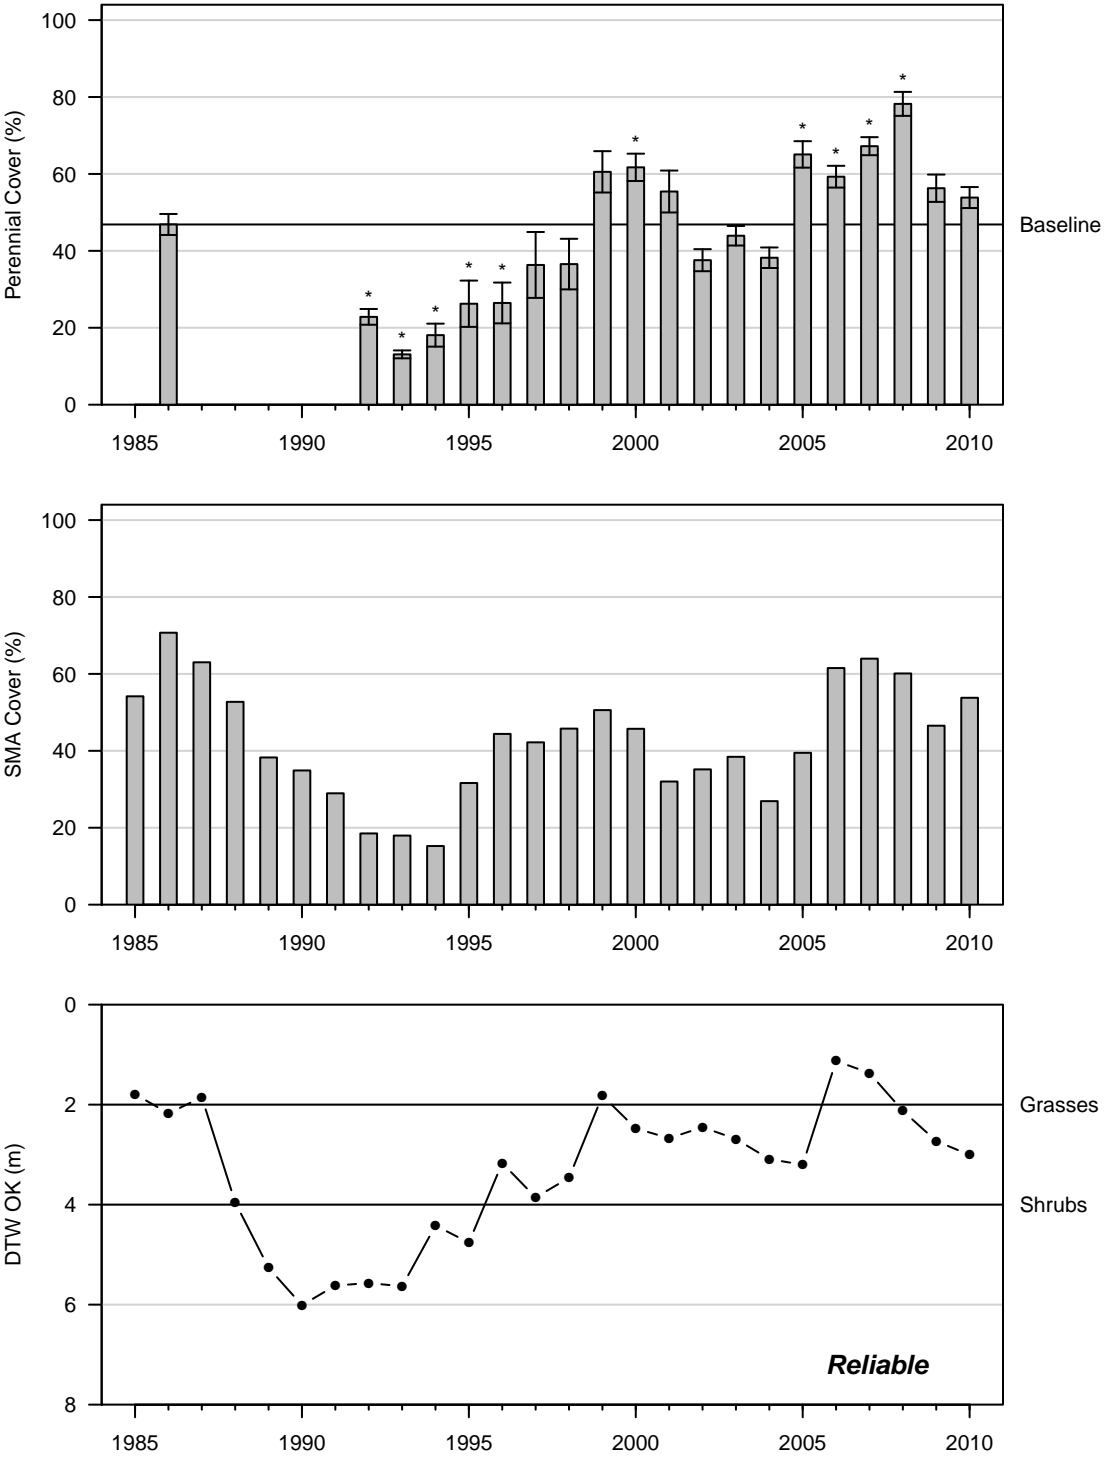 Perennial Cover (%)
100
80
60
40
20
0
* * * * * * * * * *
Baseline
1985 1990 1995 2000 2005 2010
SMA Cover (%)
100
80
60
40
20
0
1985 1990 1995 2000 2005 2010
DTW OK (m)
0
2
4
6
8
Grasses
Shrubs
Reliable
1985 1990 1995 2000 2005 2010